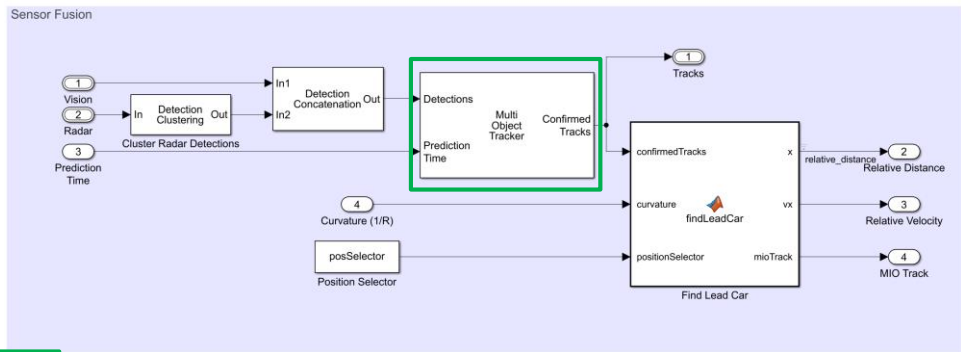 Sensor Fusion
1
Tracks
1
Vision
In1
Detection
Concatenation
Out
In2
Detections
Multi
Object
Tracker
Confirmed
Tracks
Prediction
Time
2
Radar
In
Detection
Clustering
Out
Cluster Radar Detections
3
Prediction
Time
confirmedTracks
x
relative_distance
2
Relative Distance
4
Curvature (1/R)
curvature
findLeadCar
vx
3
Relative Velocity
posSelector
Position Selector
positionSelector
mioTrack
4
MIO Track
Find Lead Car